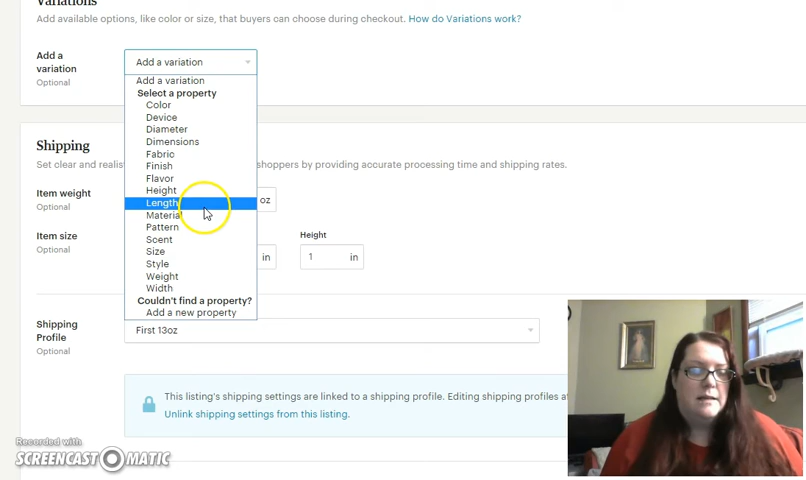 Variations
Add available options, like color or size, that buyers can choose during checkout. How do Variations work?
Add a variation
Optional
Add a variation
Add a variation
Select a property
Color
Device
Diameter
Dimensions
Fabric
Finish
Flavor
Height
Length
Material
Pattern
Scent
Size
Style
Weight
Width
Couldn't find a property?
Add a new property
Shipping
Set clear and realist shoppers by providing accurate processing time and shipping rates.
Item weight
Optional
oz
Item size
Optional
in
Height
1 in
Shipping
Profile
Optional
First 13oz
This listing's shipping settings are linked to a shipping profile. Editing shipping profiles
Unlink shipping settings from this listing.
Recorded with
SCREENCAST-O-MATIC